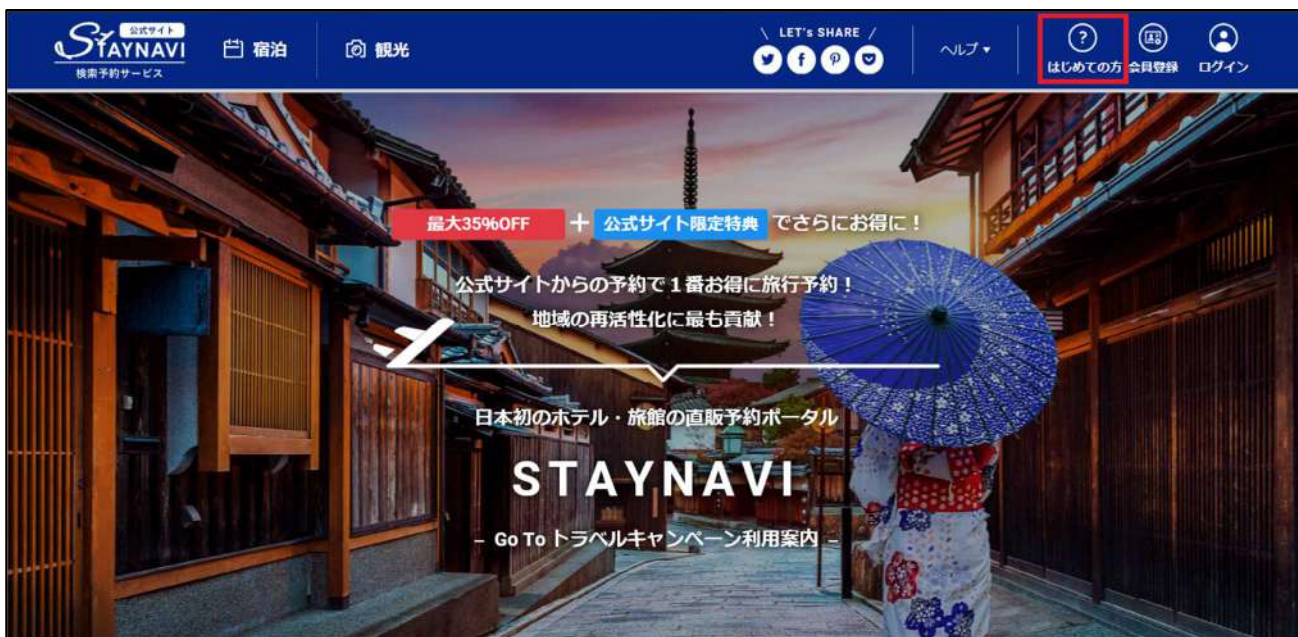 公式サイト
STAYNAVI
検索予約サービス
宿泊
観光
\ LET's SHARE /
ヘルプ ▾
はじめての方
会員登録
ログイン
最大35%OFF + 公式サイト限定特典 でさらにお得に！
公式サイトからの予約で1番お得に旅行予約！
地域の再活性化に最も貢献！
日本初のホテル・旅館の直販予約ポータル
STAYNAVI
– Go To トラベルキャンペーン利用案内 –